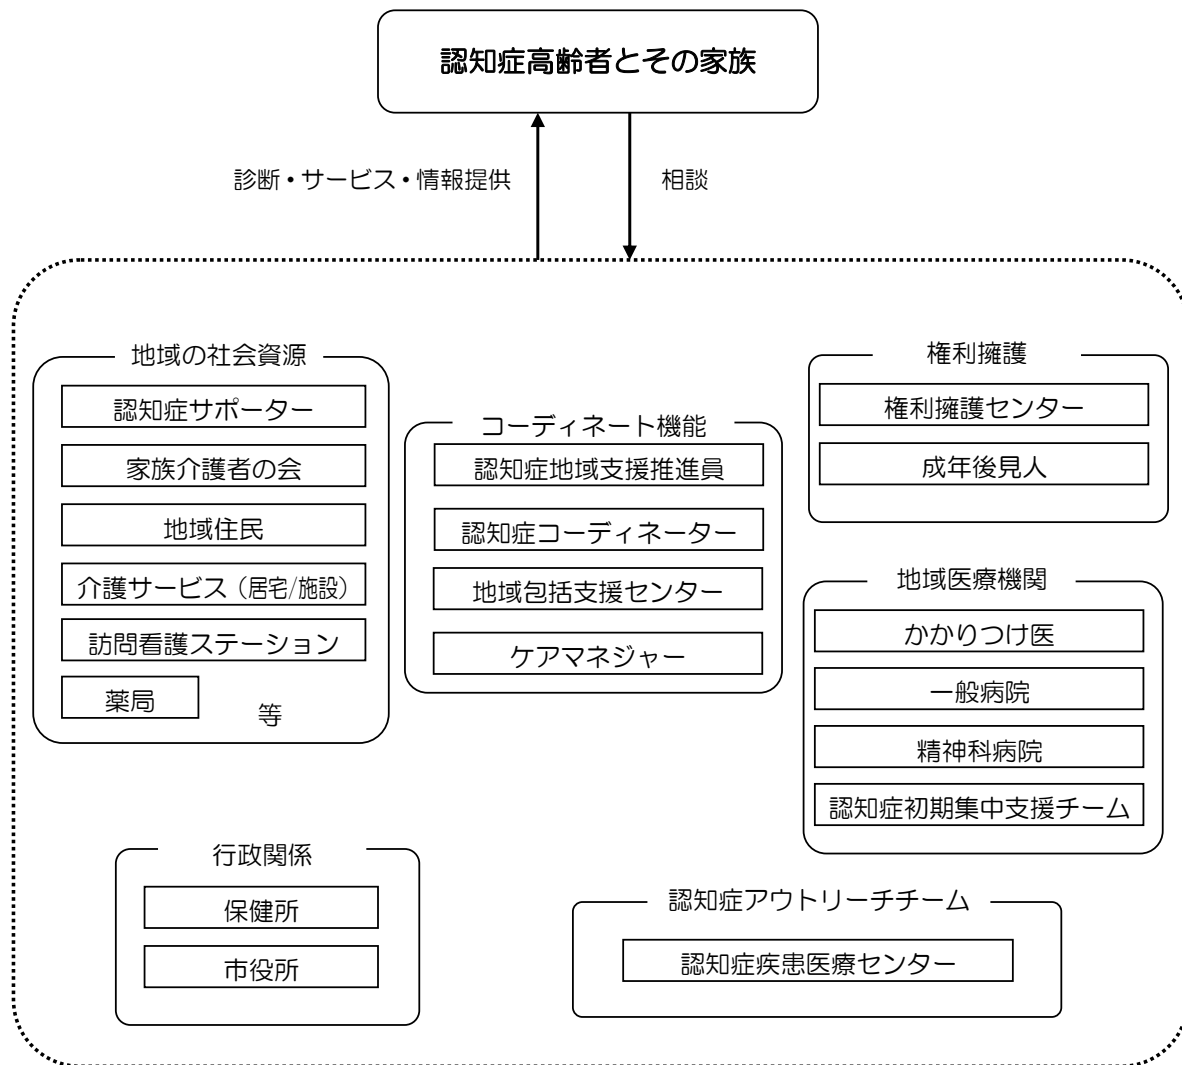 認知症高齢者とその家族
診断・サービス・情報提供
相談
地域の社会資源
認知症サポーター
家族介護者の会
地域住民
介護サービス（居宅/施設）
訪問看護ステーション
薬局
等
コーディネート機能
認知症地域支援推進員
認知症コーディネーター
地域包括支援センター
ケアマネジャー
権利擁護
権利擁護センター
成年後見人
地域医療機関
かかりつけ医
一般病院
精神科病院
認知症初期集中支援チーム
行政関係
保健所
市役所
認知症アウトリーチチーム
認知症疾患医療センター